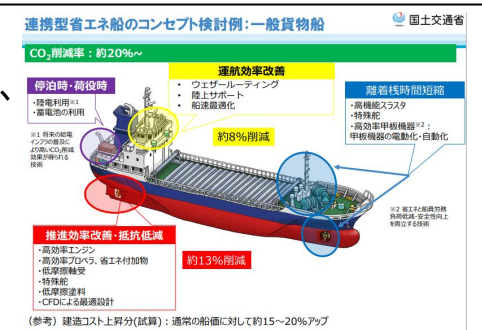 連携型省エネ船のコンセプト検討例：一般貨物船
国土交通省
CO₂削減率：約20%~
、
停泊時・荷役時
・陸電利用※1
・蓄電池の利用
※1 将来の給電
インフラの普及に
より高いCO₂削減
効果が得られる
技術
運航効率改善
• ウェザールーティング
• 陸上サポート
• 船速最適化
約8%削減
離着桟時間短縮
・高機能スラスタ
・特殊舵
・高効率甲板機器※2：
甲板機器の電動化・自動化
※2 省エネと船員労務
負荷低減・安全性向上
を両立する技術
推進効率改善・抵抗低減
・高効率エンジン
・高効率プロペラ、省エネ付加物
・低摩擦軸受
・特殊舵
・低摩擦塗料
・CFDによる最適設計
約13%削減
(参考) 建造コスト上昇分(試算)：通常の船価に対して約15～20%アップ